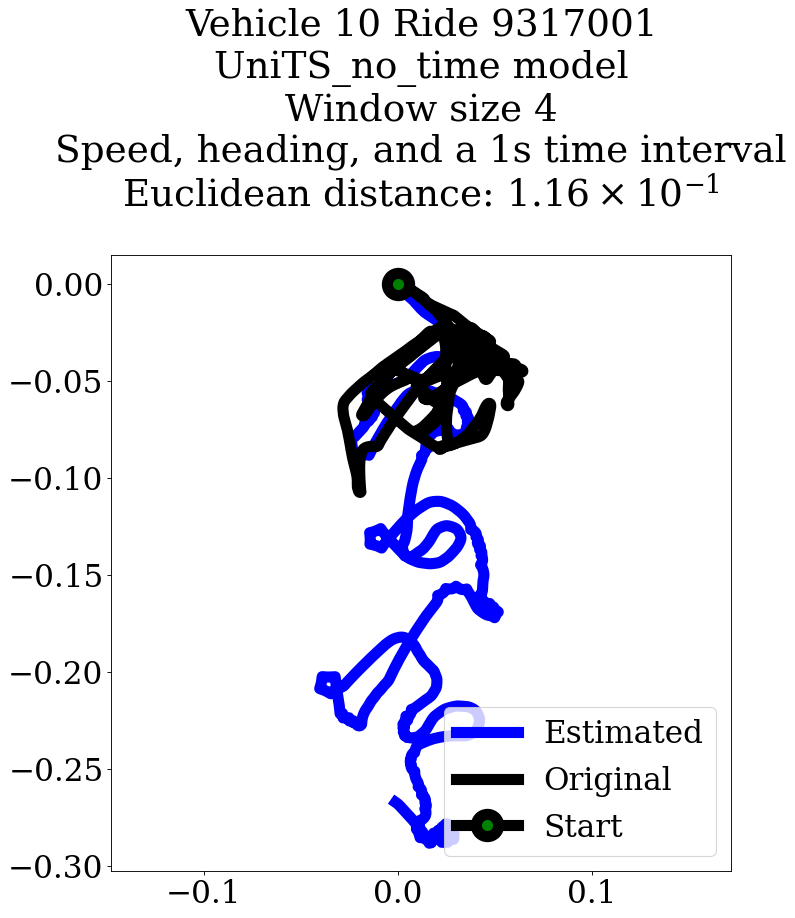 Vehicle 10 Ride 9317001
UniTS_no_time model
Window size 4
Speed, heading, and a 1s time interval
Euclidean distance: 1.16 × 10⁻¹
0.00
−0.05
−0.10
−0.15
−0.20
−0.25
−0.30
Estimated
Original
Start
−0.1 0.0 0.1